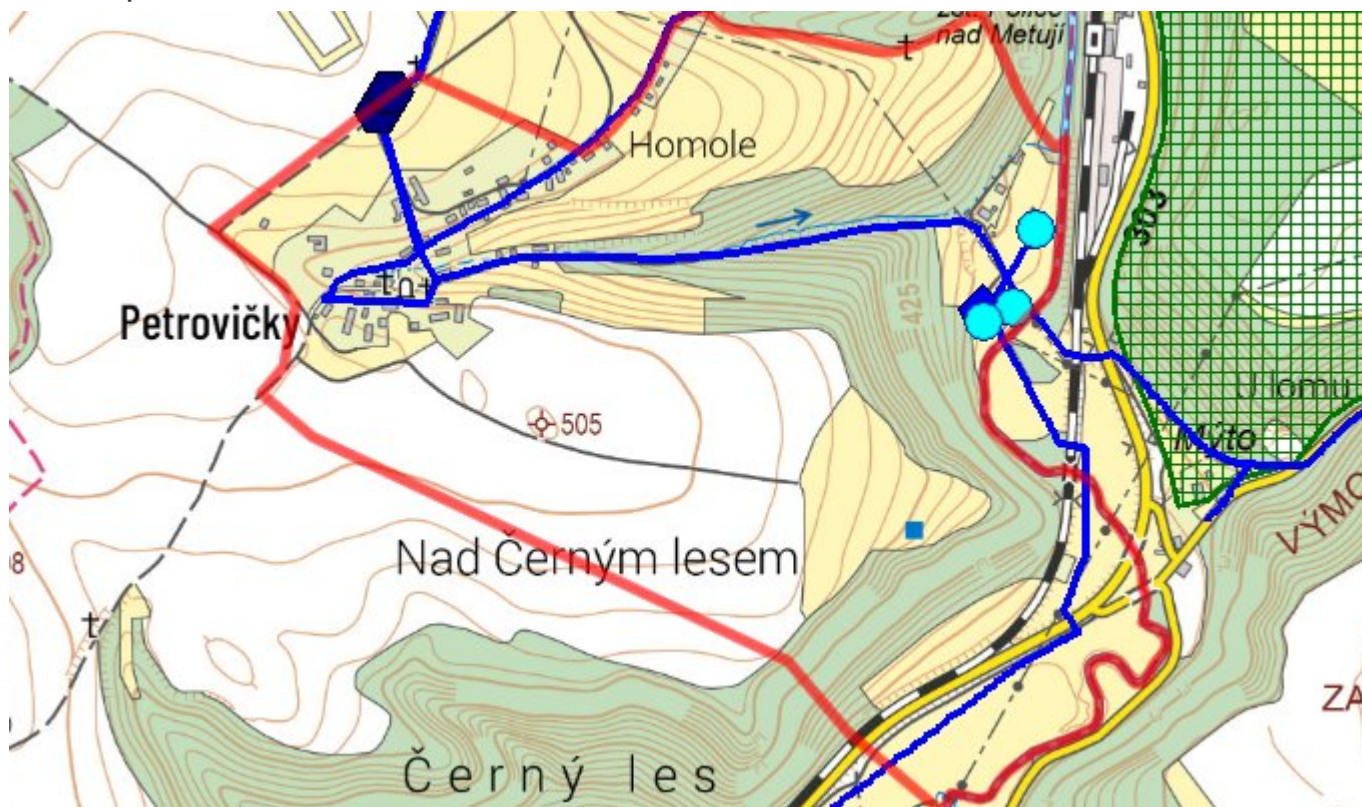 nad Metují
Homole
303
Petrovičky
425
U lomu
505
Mýto
Nad Černým lesem
Černý les